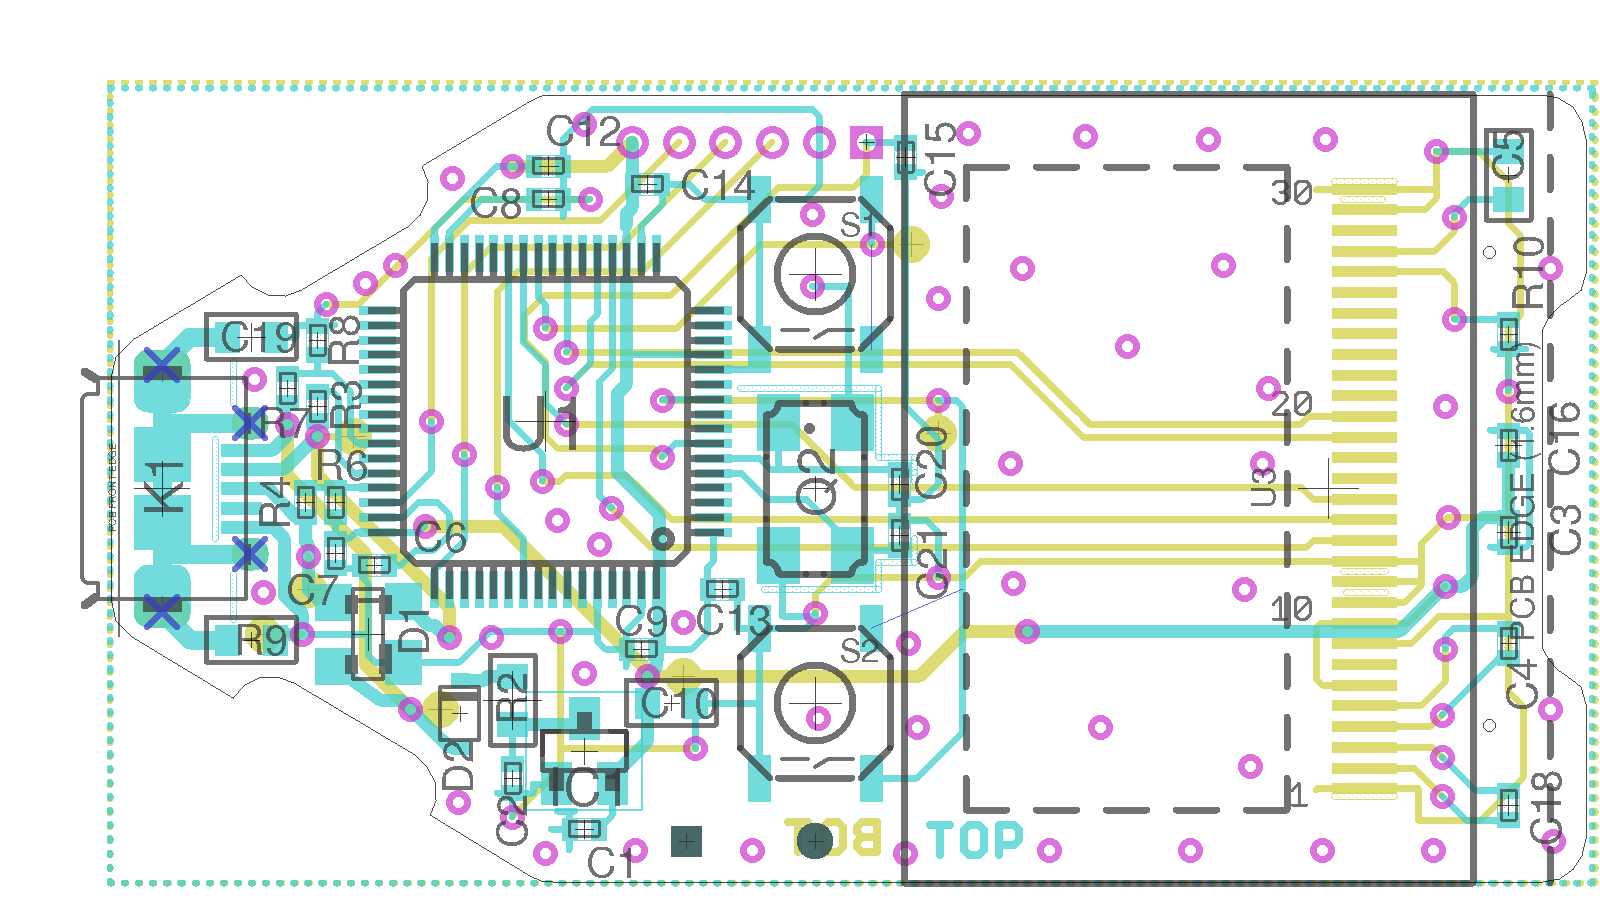 C12
C15
C5
C8
C14
30
S1
R10
C19
R8
R3
20
R7
U1
R6
K1
R4
Q2
C20
U3
C16
C3
C6
C21
C7
10
D1
R9
C9
C13
S2
R2
C10
C4
D2
IC1
1
C2
C18
C1
BOT
TOP
PCB FRONT EDGE
PCB EDGE (1.6mm)